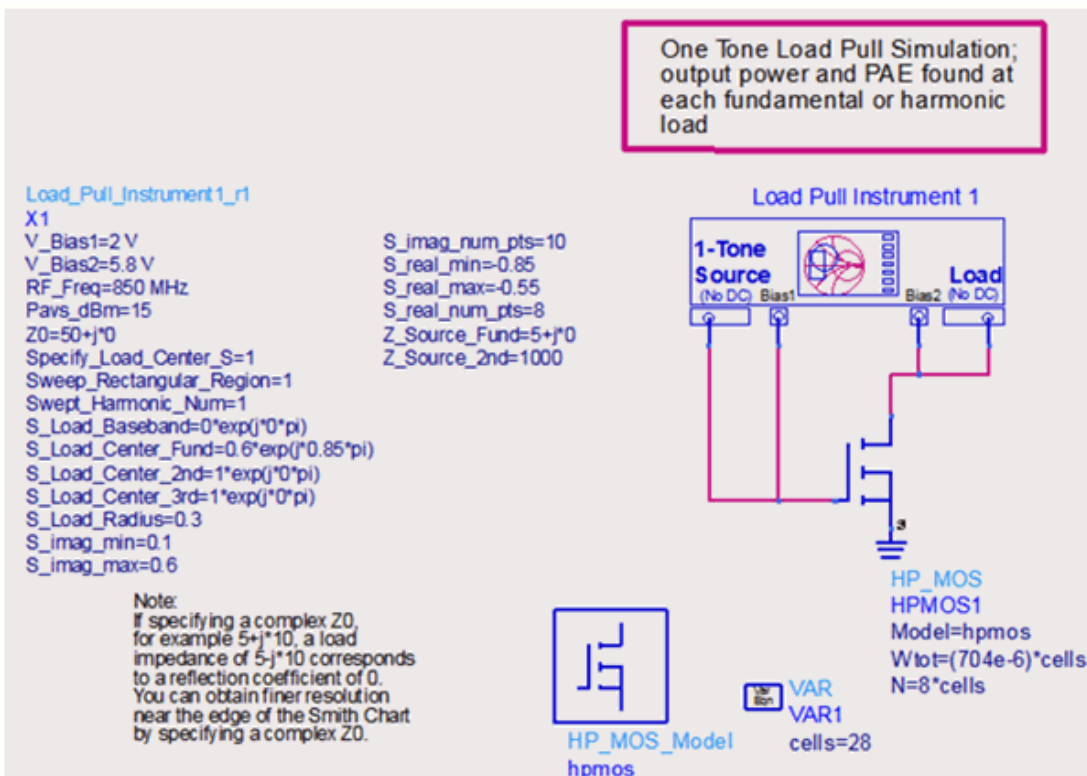 One Tone Load Pull Simulation;
output power and PAE found at
each fundamental or harmonic
load
Load_Pull_Instrument1_r1
X1
V_Bias1=2 V
V_Bias2=5.8 V
RF_Freq=850 MHz
Pavs_dBm=15
Z0=50+j*0
Specify_Load_Center_S=1
Sweep_Rectangular_Region=1
Swept_Harmonic_Num=1
S_Load_Baseband=0*exp(j*0*pi)
S_Load_Center_Fund=0.6*exp(j*0.85*pi)
S_Load_Center_2nd=1*exp(j*0*pi)
S_Load_Center_3rd=1*exp(j*0*pi)
S_Load_Radius=0.3
S_imag_min=0.1
S_imag_max=0.6
S_imag_num_pts=10
S_real_min=-0.85
S_real_max=-0.55
S_real_num_pts=8
Z_Source_Fund=5+j*0
Z_Source_2nd=1000
Load Pull Instrument 1
1-Tone
Source
(No DC)
Bias1
Bias2
Load
(No DC)
3
HP_MOS
HPMOS1
Model=hpmos
Wtot=(704e-6)*cells
N=8*cells
Note:
If specifying a complex Z0,
for example 5+j*10, a load
impedance of 5-j*10 corresponds
to a reflection coefficient of 0.
You can obtain finer resolution
near the edge of the Smith Chart
by specifying a complex Z0.
HP_MOS_Model
hpmos
Var
Eqn
VAR
VAR1
cells=28